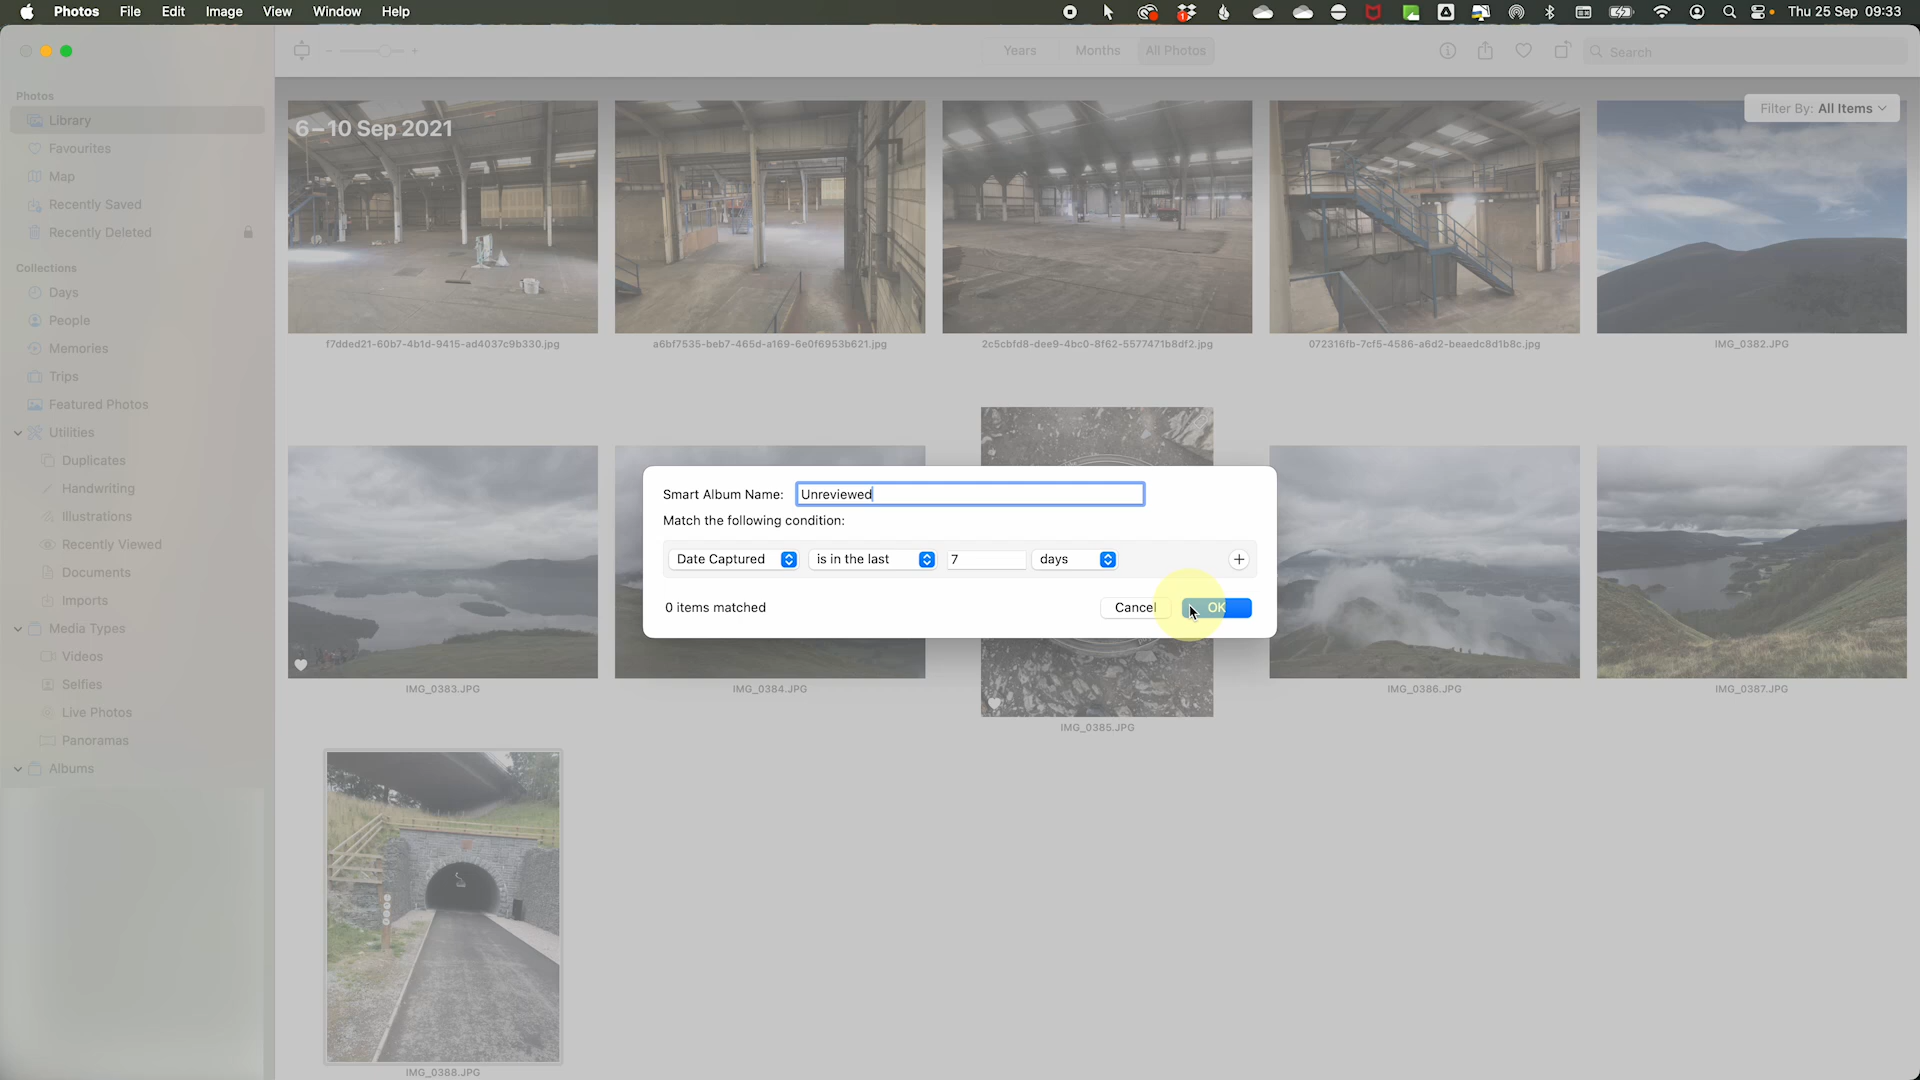 Photos File Edit Image View Window Help
Thu 25 Sep 09:33
Years Months All Photos
Search
Photos
Library
Favourites
Map
Recently Saved
Recently Deleted
Collections
Days
People
Memories
Trips
Featured Photos
Utilities
Duplicates
Handwriting
Illustrations
Recently Viewed
Documents
Imports
Media Types
Videos
Selfies
Live Photos
Panoramas
Albums
6–10 Sep 2021
Filter By: All Items
f7dded21-60b7-4b1d-9415-ad4037c9b330.jpg
a6bf7535-beb7-465d-a169-6e0f6953b621.jpg
2c5cbfd8-dee9-4bc0-8f62-5577471b8df2.jpg
072316fb-7cf5-4586-a6d2-beaedc8d1b8c.jpg
IMG_0382.JPG
Smart Album Name: Unreviewed
Match the following condition:
Date Captured is in the last 7 days
0 items matched
Cancel OK
IMG_0383.JPG
IMG_0384.JPG
IMG_0385.JPG
IMG_0386.JPG
IMG_0387.JPG
IMG_0388.JPG